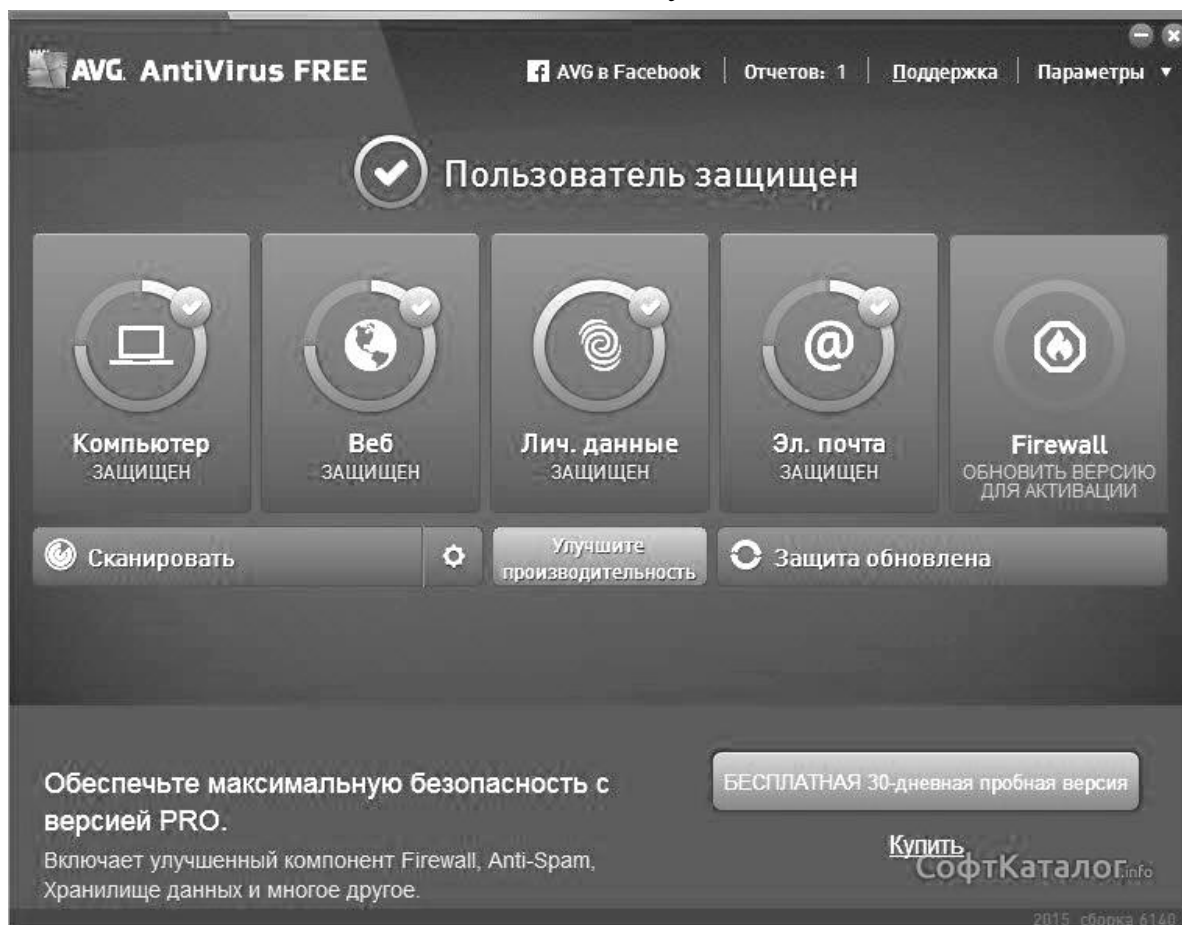 AVG. AntiVirus FREE
AVG в Facebook
Отчетов: 1
Поддержка
Параметры
Пользователь защищен
Компьютер
ЗАЩИЩЕН
Веб
ЗАЩИЩЕН
Лич. данные
ЗАЩИЩЕН
@
Эл. почта
ЗАЩИЩЕН
Firewall
ОБНОВИТЬ ВЕРСИЮ
ДЛЯ АКТИВАЦИИ
Сканировать
Улучшите
производительность
Защита обновлена
Обеспечьте максимальную безопасность с
версией PRO.
Включает улучшенный компонент Firewall, Anti-Spam,
Хранилище данных и многое другое.
БЕСПЛАТНАЯ 30-дневная пробная версия
Купить
СофтКаталог.info
2015 сборка 6140